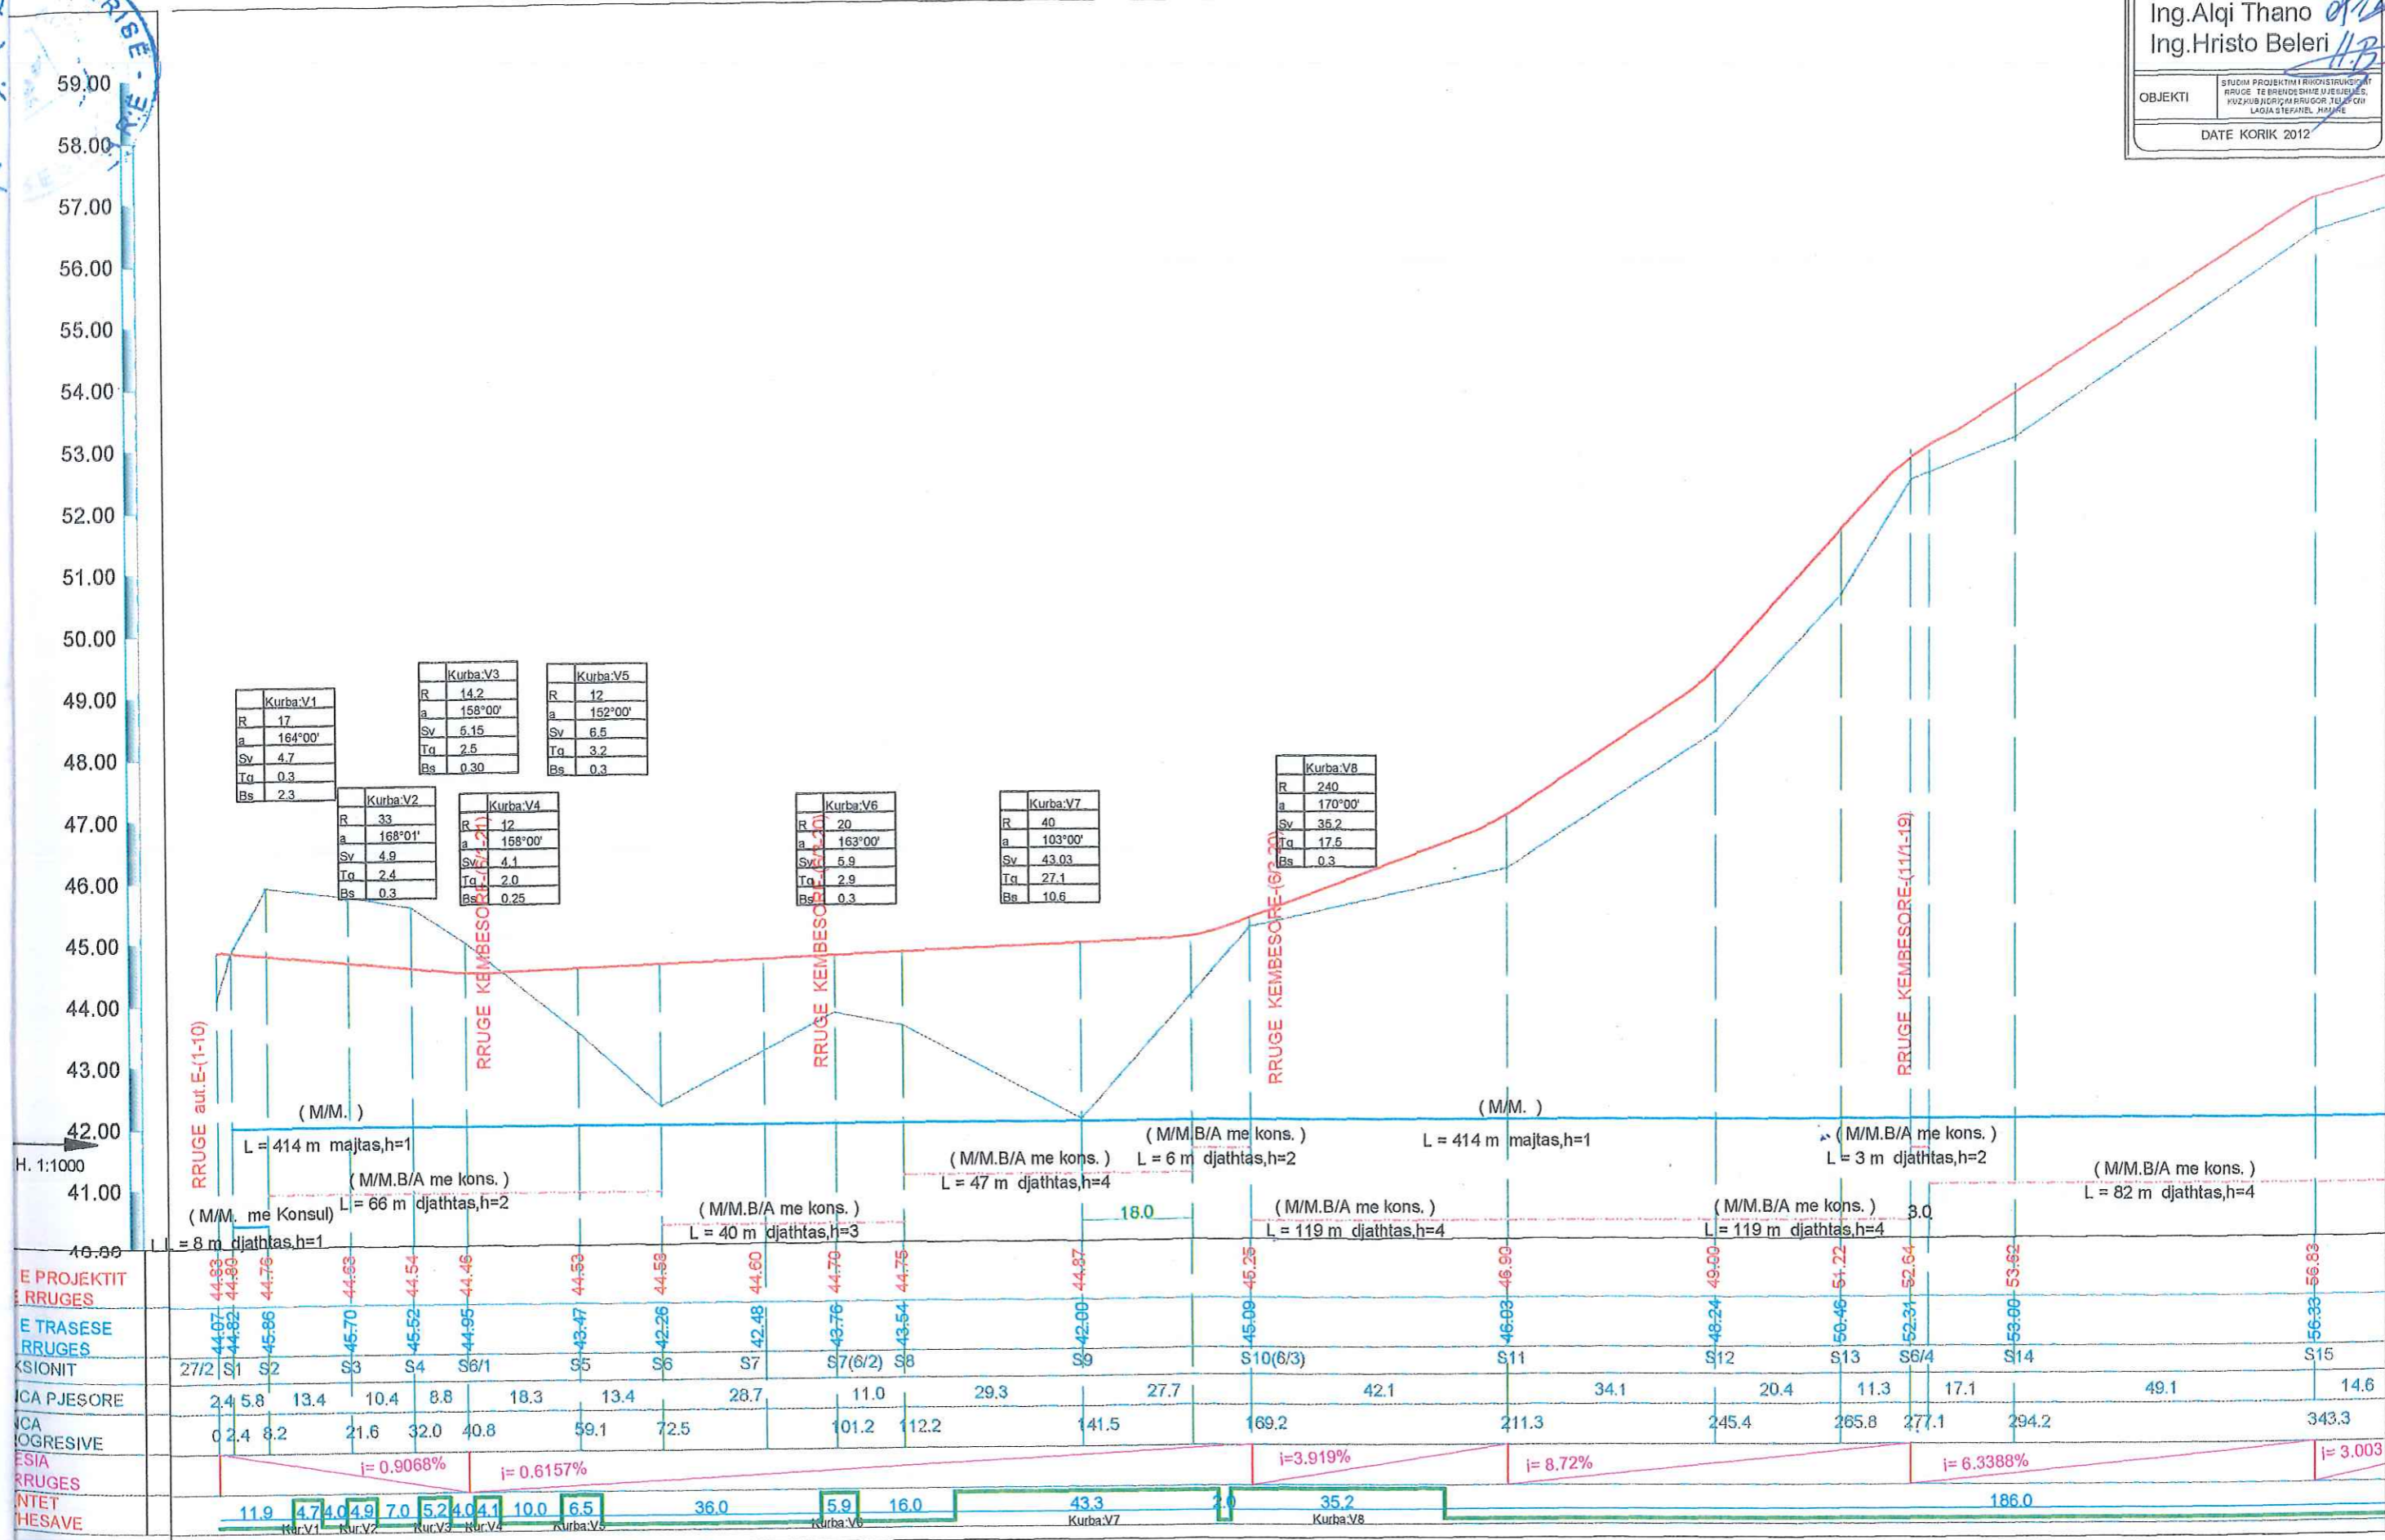 Ing.Alqi Thano
Ing.Hristo Beleri
OBJEKTI
DATE KORIK 2012
59.00
58.00
57.00
56.00
55.00
54.00
53.00
52.00
51.00
50.00
49.00
48.00
47.00
46.00
45.00
44.00
43.00
42.00
H. 1:1000
41.00
40.00
Kurba:V1
R 17
a 164°00'
Sv 4.7
Tg 0.3
Bs 2.3
Kurba:V2
R 33
a 168°01'
Sv 4.9
Tg 2.4
Bs 0.3
Kurba:V3
R 14.2
a 158°00'
Sv 5.15
Tg 2.5
Bs 0.30
Kurba:V4
R 12
a 158°00'
Sv 4.1
Tg 2.0
Bs 0.25
Kurba:V5
R 12
a 152°00'
Sv 6.5
Tg 3.2
Bs 0.3
Kurba:V6
R 20
a 163°00'
Sv 5.9
Tg 2.9
Bs 0.3
Kurba:V7
R 40
a 103°00'
Sv 43.03
Tg 27.1
Bs 10.6
Kurba:V8
R 240
a 170°00'
Sv 35.2
Tg 17.5
Bs 0.3
RRUGE aut.E-(1-10)
RRUGE KEMBESORE-(6/1-21)
RRUGE KEMBESORE
RRUGE KEMBESORE-(6/3-20)
RRUGE KEMBESORE-(11/1-19)
( M/M. )
L = 414 m majtas,h=1
( M/M.B/A me kons. )
L = 66 m djathtas,h=2
( M/M. me Konsul)
L = 8 m djathtas,h=1
( M/M.B/A me kons. )
L = 40 m djathtas,h=3
( M/M.B/A me kons. )
L = 47 m djathtas,h=4
18.0
( M/M.B/A me kons. )
L = 6 m djathtas,h=2
( M/M.B/A me kons. )
L = 119 m djathtas,h=4
( M/M. )
L = 414 m majtas,h=1
( M/M.B/A me kons. )
L = 119 m djathtas,h=4
( M/M.B/A me kons. )
L = 3 m djathtas,h=2
3.0
( M/M.B/A me kons. )
L = 82 m djathtas,h=4
E PROJEKTIT
RRUGES
44.83 44.80 44.76 44.63 44.54 44.46 44.53 44.58 44.60 44.70 44.75 44.87 45.25 46.90 49.00 51.22 52.64 53.62 56.83
E TRASESE
RRUGES
44.07 44.82 45.86 45.70 45.52 44.95 43.47 42.26 42.48 43.76 43.54 42.00 45.09 46.03 48.24 50.46 52.31 53.00 56.33
KSIONIT
27/2 S1 S2 S3 S4 S6/1 S5 S6 S7 S7(6/2) S8 S9 S10(6/3) S11 S12 S13 S6/4 S14 S15
PJESORE
2.4 5.8 13.4 10.4 8.8 18.3 13.4 28.7 11.0 29.3 27.7 42.1 34.1 20.4 11.3 17.1 49.1 14.6
OGRESIVE
0 2.4 8.2 21.6 32.0 40.8 59.1 72.5 101.2 112.2 141.5 169.2 211.3 245.4 265.8 277.1 294.2 343.3
ESIA
RRUGES
i= 0.9068% i= 0.6157% i=3.919% i= 8.72% i= 6.3388% i= 3.003
NTET
HESAVE
11.9 4.7 4.0 4.9 7.0 5.2 4.0 4.1 10.0 6.5 36.0 5.9 16.0 43.3 2.0 35.2 186.0
Kur:V1 Kur:V2 Kur:V3 Kur:V4 Kurba:V5 Kurba:V6 Kurba:V7 Kurba:V8